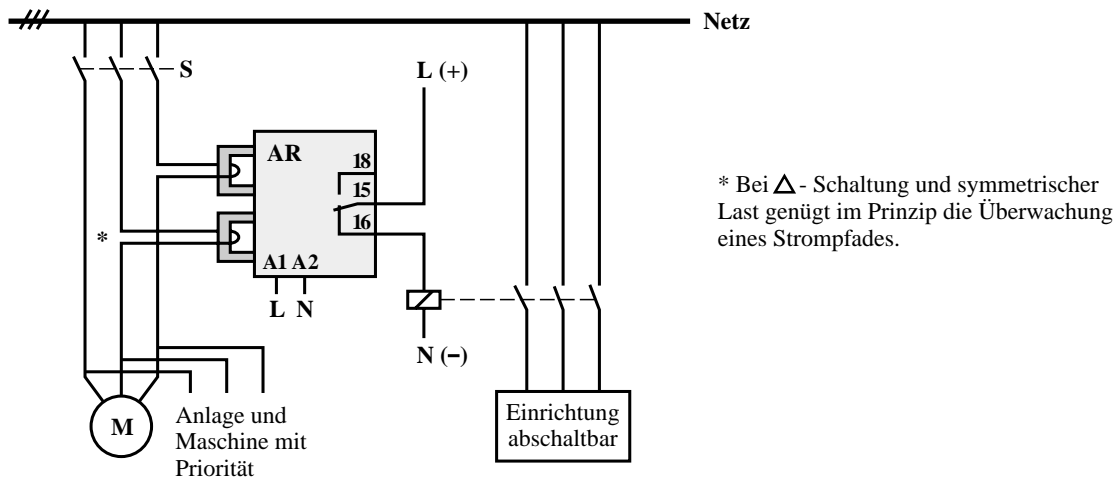 Netz
S
L (+)
AR
18
15
16
*
A1 A2
L N
N (−)
M
Anlage und
Maschine mit
Priorität
Einrichtung
abschaltbar
* Bei Δ - Schaltung und symmetrischer
Last genügt im Prinzip die Überwachung
eines Strompfades.